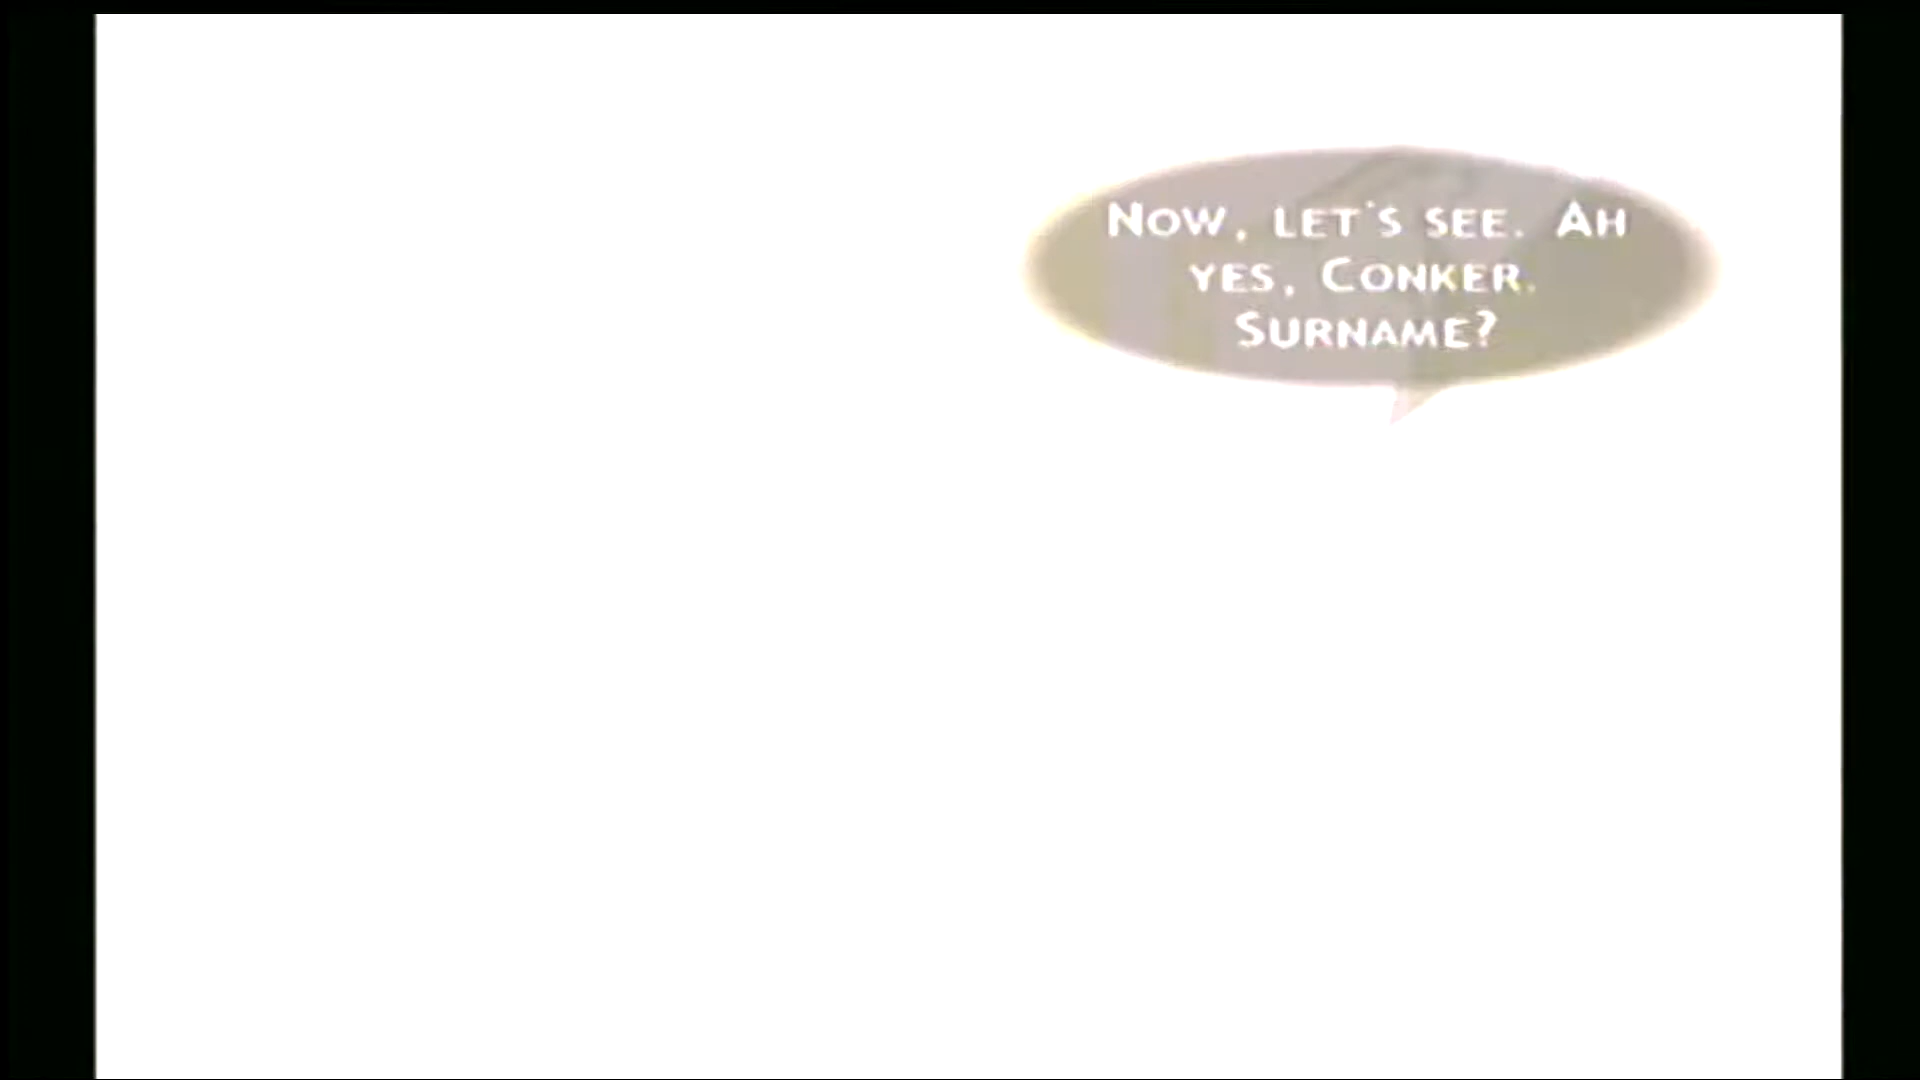 Now, let's see. Ah
yes, Conker.
Surname?